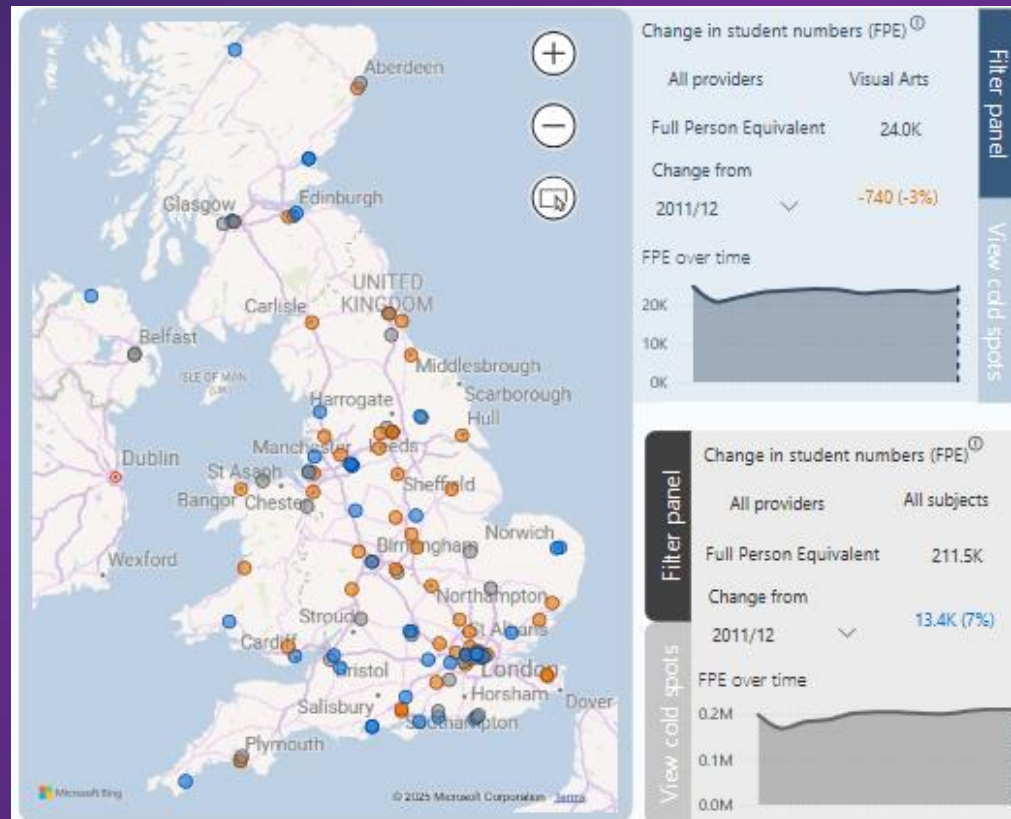 Aberdeen
Glasgow
Edinburgh
UNITED
KINGDOM
Carlisle
Belfast
Middlesbrough
ISLE OF MAN
(UK)
Scarborough
Harrogate
Hull
Manchester
Leeds
Dublin
St Asaph
Sheffield
Bangor
Chester
Norwich
Wexford
Birmingham
Northampton
Stroud
St Albans
Cardiff
Bristol
London
Salisbury
Horsham
Dover
Southampton
Plymouth
Microsoft Bing
© 2025 Microsoft Corporation Terms
Change in student numbers (FPE)
All providers Visual Arts
Full Person Equivalent 24.0K
Change from
2011/12 -740 (-3%)
FPE over time
20K
10K
0K
Filter panel
View cold spots
Change in student numbers (FPE)
All providers All subjects
Full Person Equivalent 211.5K
Change from
2011/12 13.4K (7%)
FPE over time
0.2M
0.1M
0.0M
Filter panel
View cold spots